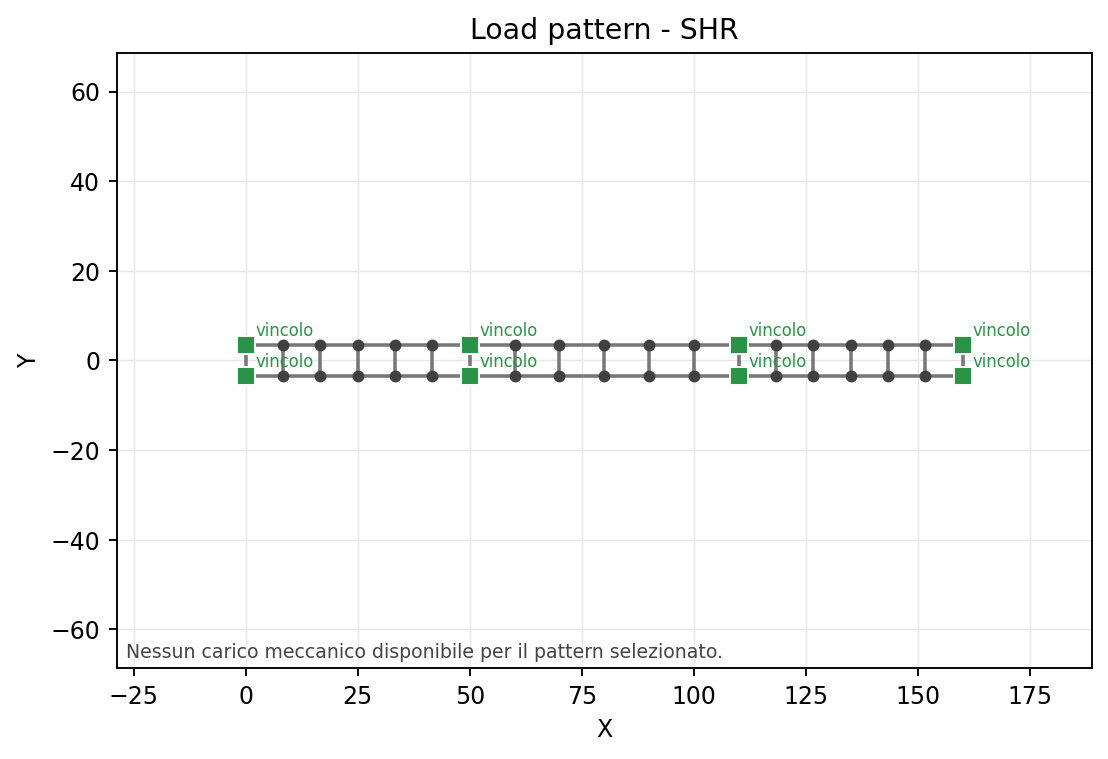 Load pattern - SHR
60
40
20
0
−20
−40
−60
Y
vincolo vincolo vincolo vincolo
vincolo vincolo vincolo vincolo
Nessun carico meccanico disponibile per il pattern selezionato.
−25 0 25 50 75 100 125 150 175
X